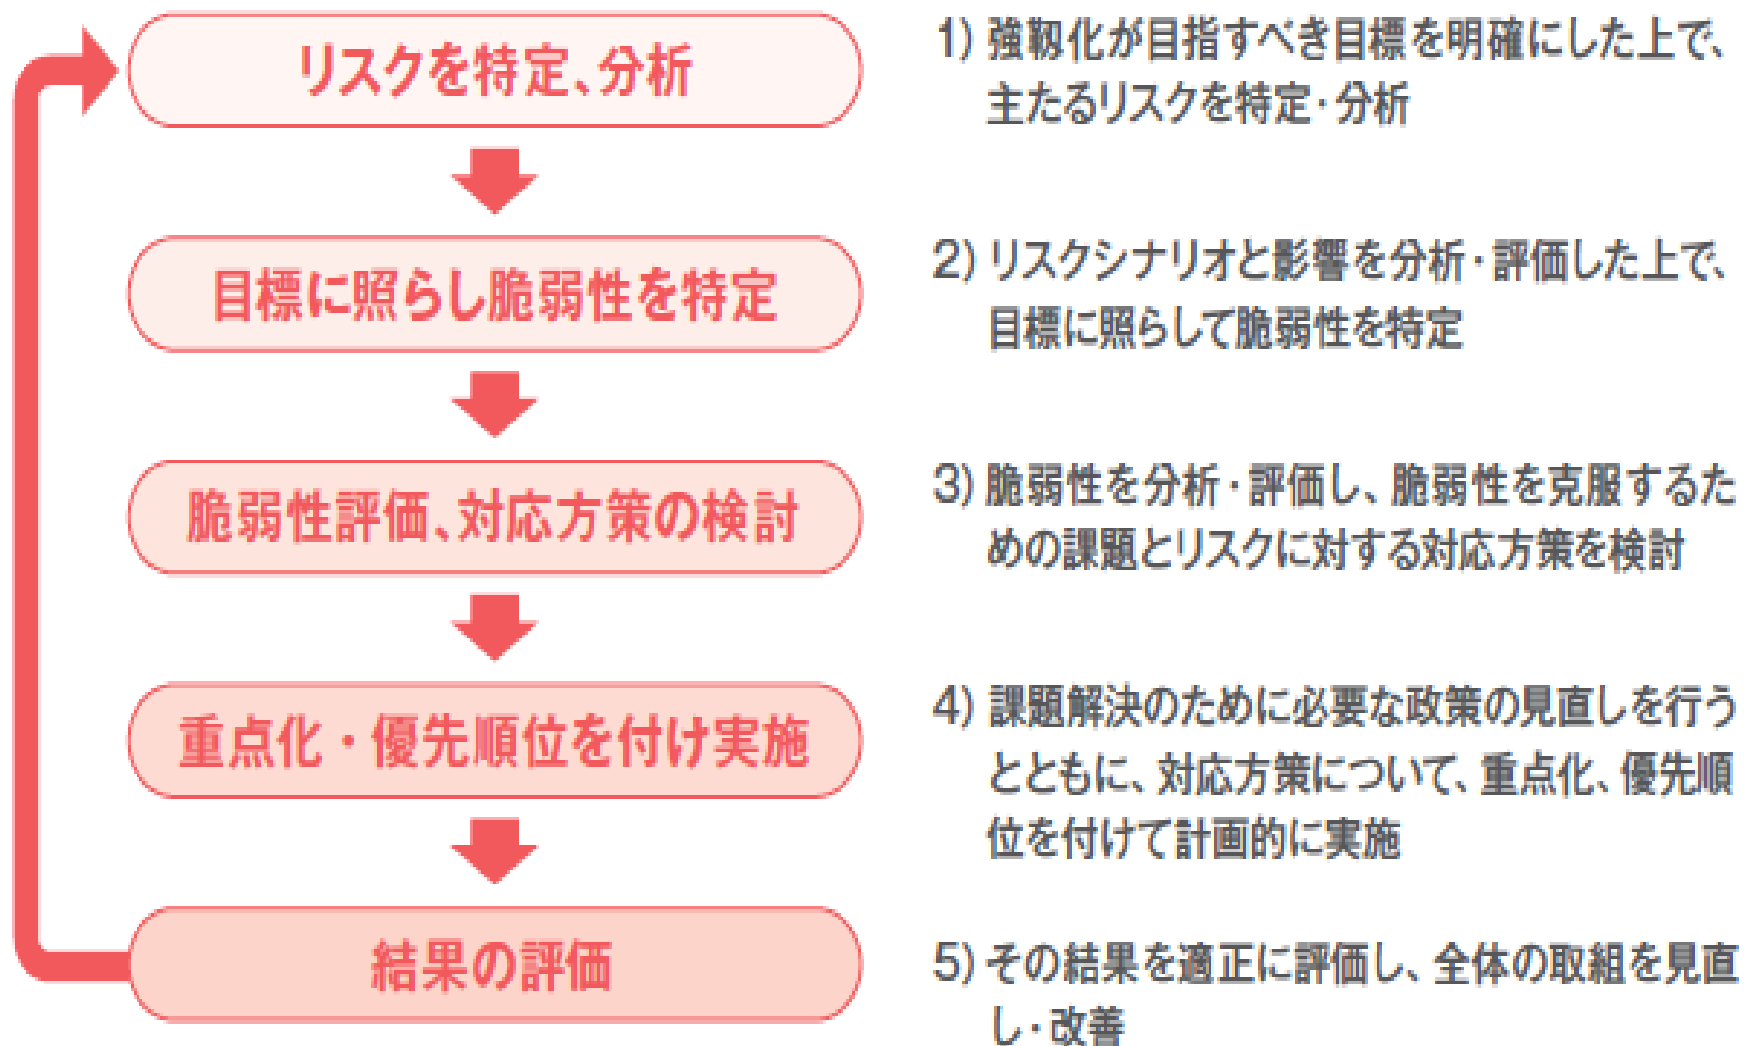 リスクを特定、分析
1) 強靱化が目指すべき目標を明確にした上で、
主たるリスクを特定・分析
目標に照らし脆弱性を特定
2) リスクシナリオと影響を分析・評価した上で、
目標に照らして脆弱性を特定
脆弱性評価、対応方策の検討
3) 脆弱性を分析・評価し、脆弱性を克服するた
めの課題とリスクに対する対応方策を検討
重点化・優先順位を付け実施
4) 課題解決のために必要な政策の見直しを行う
とともに、対応方策について、重点化、優先順
位を付けて計画的に実施
結果の評価
5) その結果を適正に評価し、全体の取組を見直
し・改善